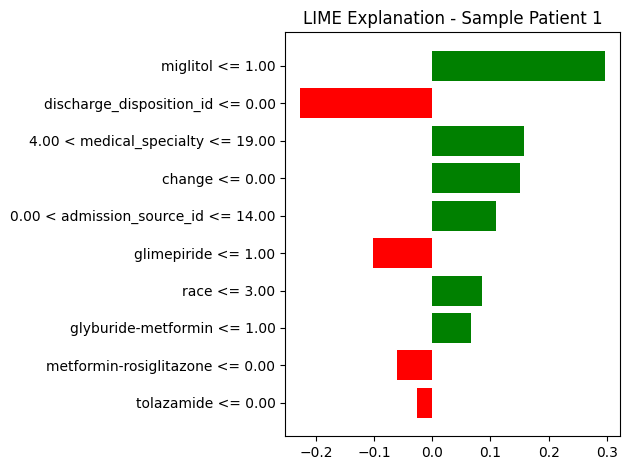 LIME Explanation - Sample Patient 1
miglitol <= 1.00
discharge_disposition_id <= 0.00
4.00 < medical_specialty <= 19.00
change <= 0.00
0.00 < admission_source_id <= 14.00
glimepiride <= 1.00
race <= 3.00
glyburide-metformin <= 1.00
metformin-rosiglitazone <= 0.00
tolazamide <= 0.00
−0.2 −0.1 0.0 0.1 0.2 0.3